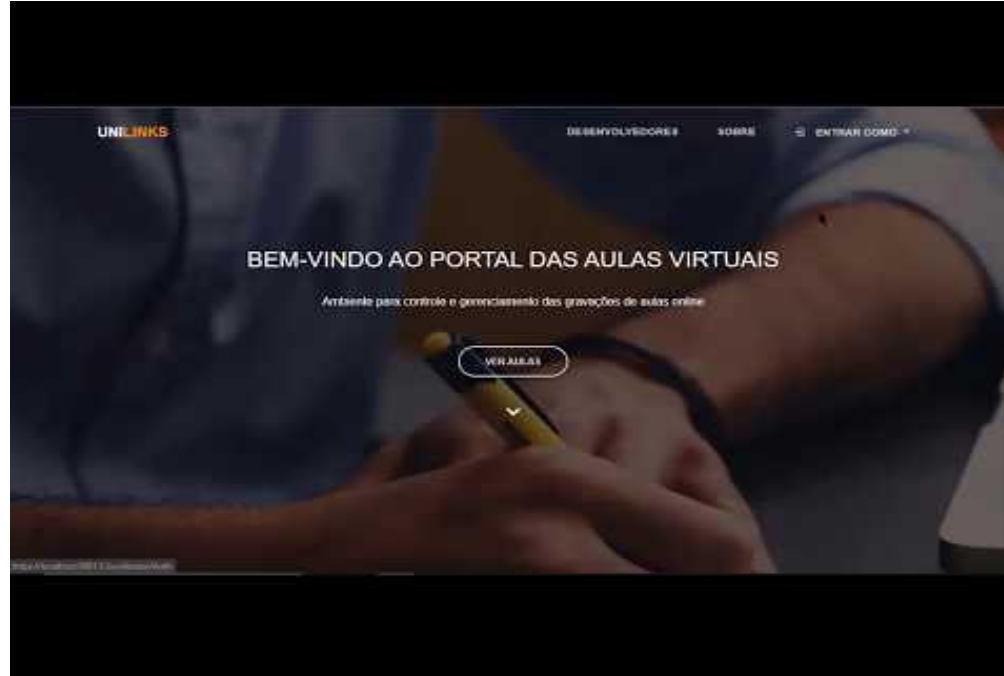 UNILINKS
DESENVOLVEDORES SOBRE ENTRAR COMO
BEM-VINDO AO PORTAL DAS AULAS VIRTUAIS
Ambiente para controle e gerenciamento das gravações de aulas online
VER AULAS